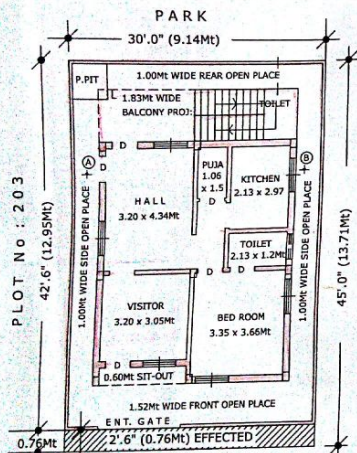 PARK
30'.0" (9.14Mt)
P.PIT
1.00Mt WIDE REAR OPEN PLACE
1.83Mt WIDE
BALCONY PROJ:
TOILET
A
B
D
D
PUJA
1.06
x 1.5
D
KITCHEN
2.13 x 2.97
HALL
3.20 x 4.34Mt
PLOT No : 203
42'.6" (12.95Mt)
1.00Mt WIDE SIDE OPEN PLACE
TOILET
2.13 x 1.2Mt
D
D
D
1.00Mt WIDE SIDE OPEN PLACE
45'.0" (13.71Mt)
VISITOR
3.20 x 3.05Mt
BED ROOM
3.35 x 3.66Mt
D
0.60Mt SIT-OUT
1.52Mt WIDE FRONT OPEN PLACE
ENT. GATE
0.76Mt
2'.6" (0.76Mt) EFFECTED